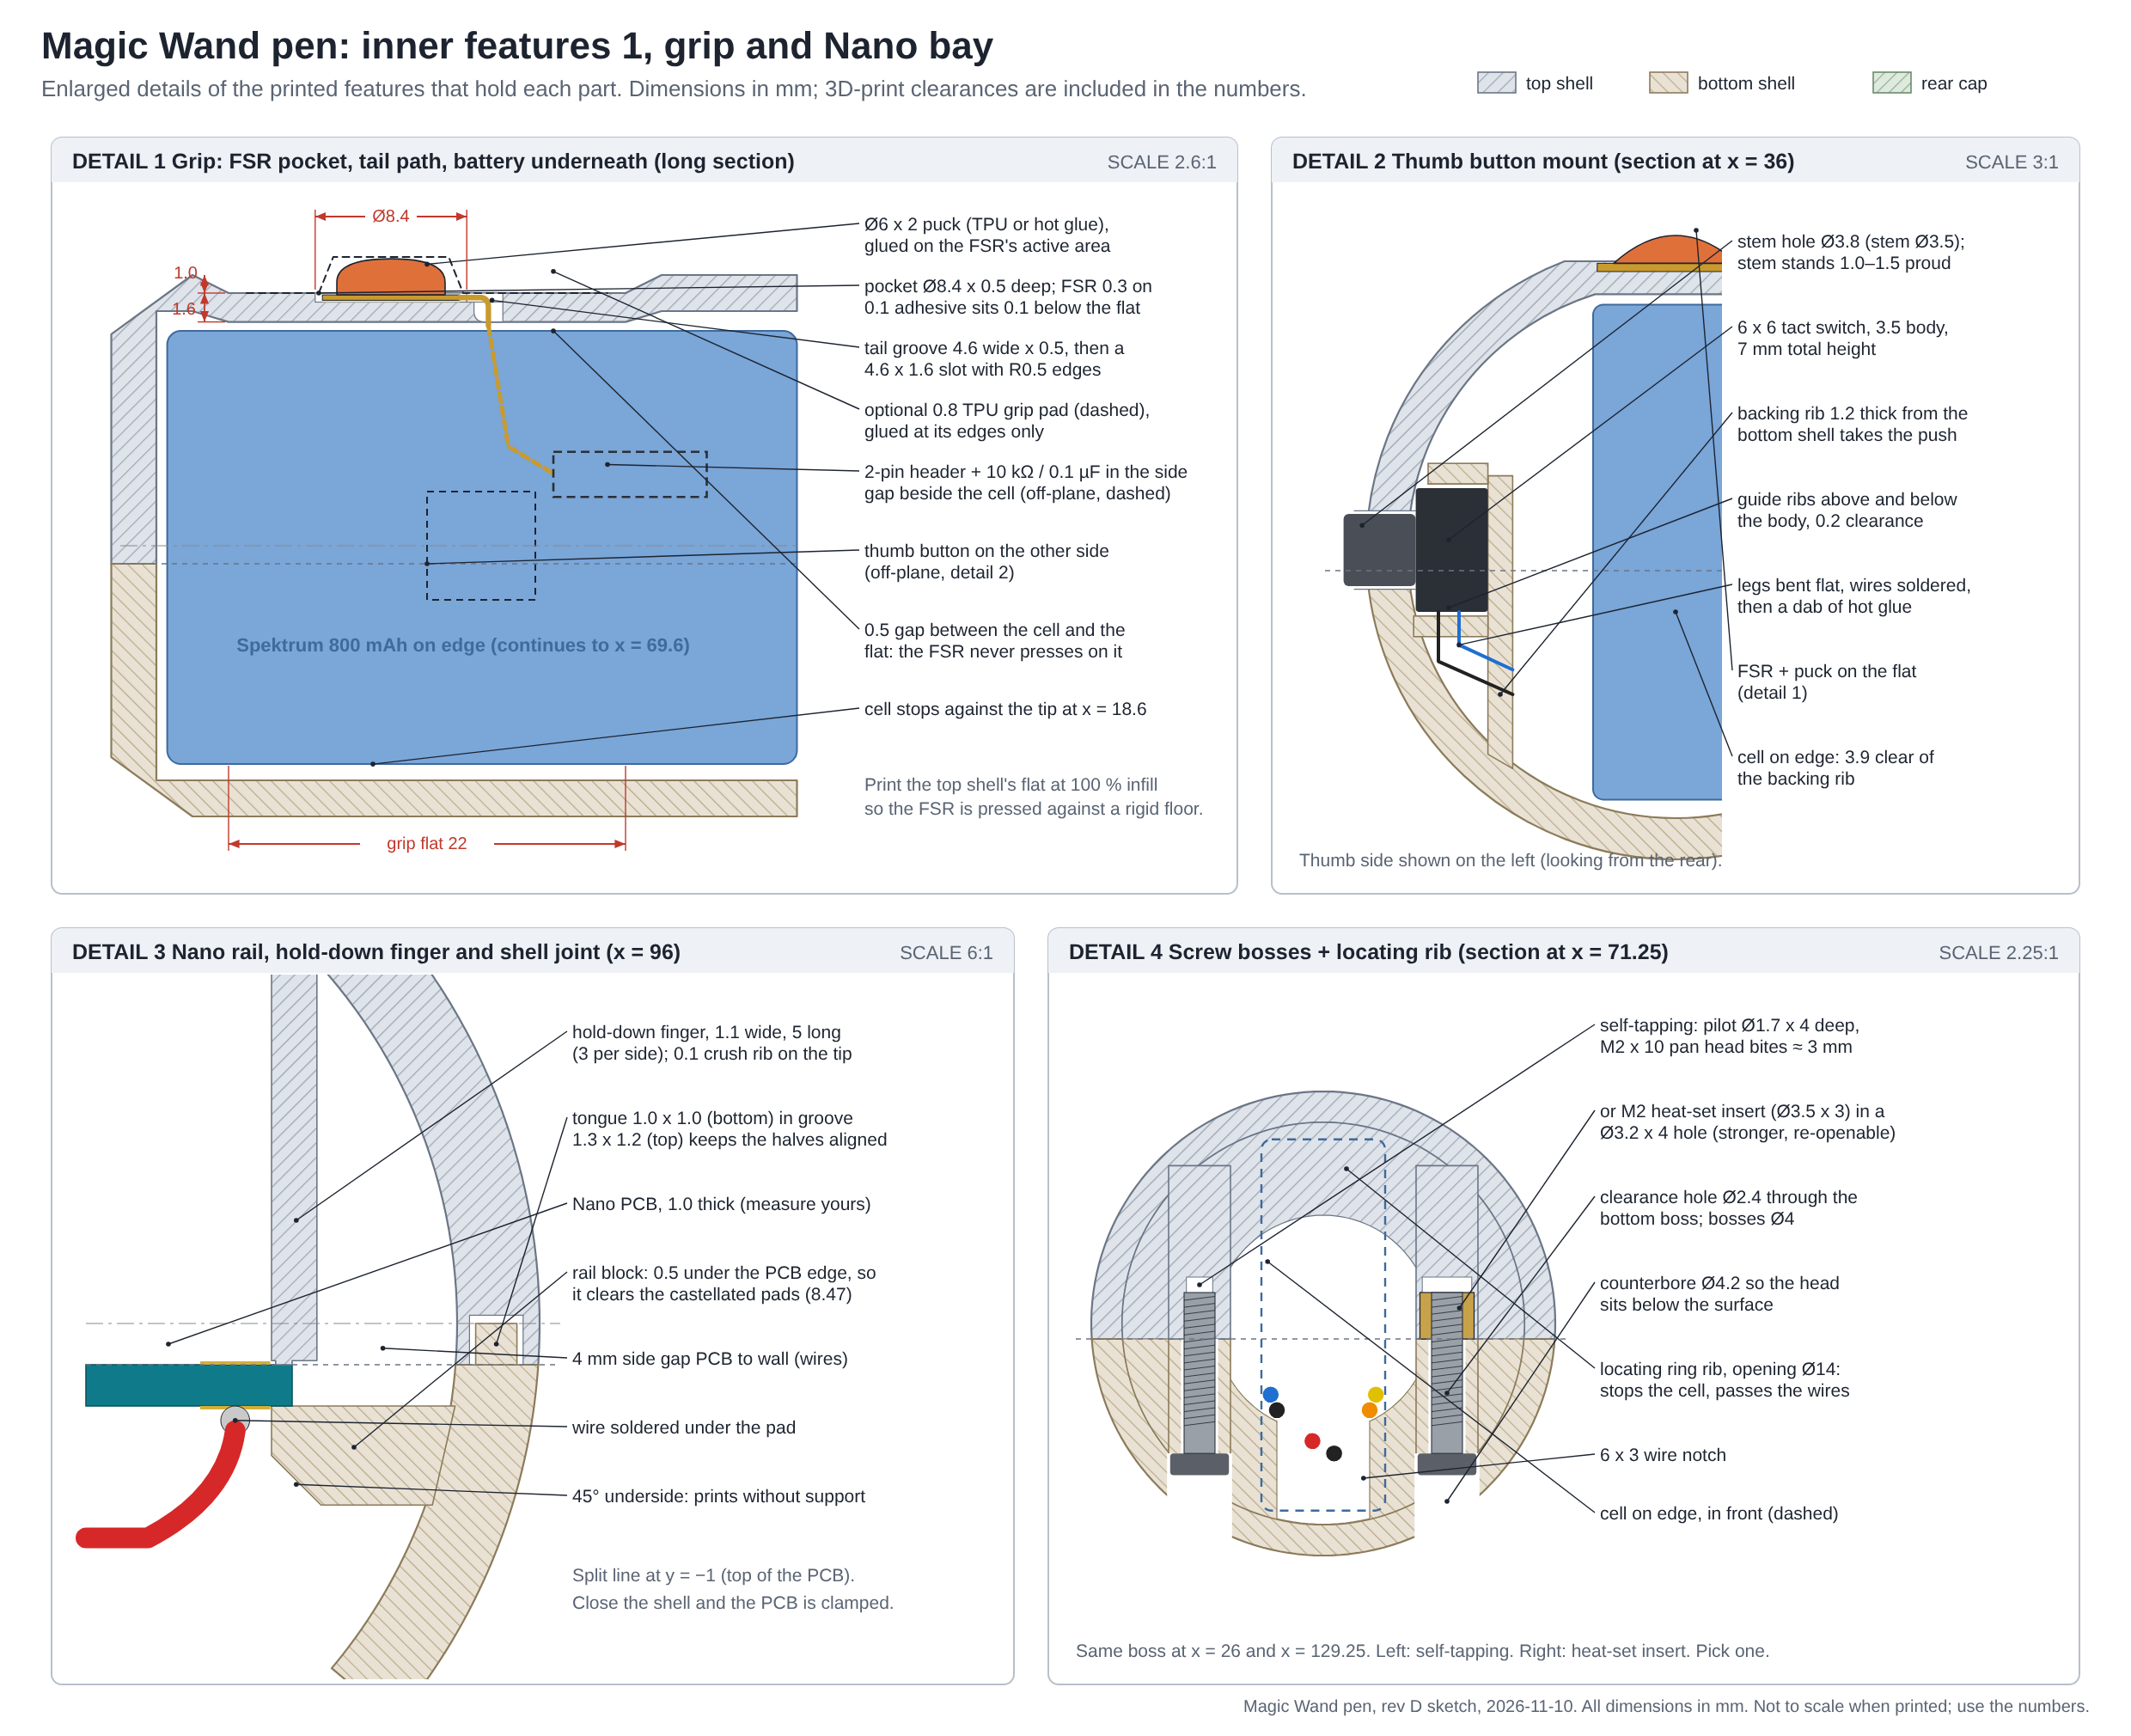 Magic Wand pen: inner features 1, grip and Nano bay
Enlarged details of the printed features that hold each part. Dimensions in mm; 3D-print clearances are included in the numbers.
top shell
bottom shell
rear cap
DETAIL 1 Grip: FSR pocket, tail path, battery underneath (long section)
SCALE 2.6:1
Ø8.4
1.0
1.6
Ø6 x 2 puck (TPU or hot glue),
glued on the FSR's active area
pocket Ø8.4 x 0.5 deep; FSR 0.3 on
0.1 adhesive sits 0.1 below the flat
tail groove 4.6 wide x 0.5, then a
4.6 x 1.6 slot with R0.5 edges
optional 0.8 TPU grip pad (dashed),
glued at its edges only
2-pin header + 10 kΩ / 0.1 µF in the side
gap beside the cell (off-plane, dashed)
thumb button on the other side
(off-plane, detail 2)
0.5 gap between the cell and the
flat: the FSR never presses on it
Spektrum 800 mAh on edge (continues to x = 69.6)
cell stops against the tip at x = 18.6
Print the top shell's flat at 100 % infill
so the FSR is pressed against a rigid floor.
grip flat 22
DETAIL 2 Thumb button mount (section at x = 36)
SCALE 3:1
stem hole Ø3.8 (stem Ø3.5);
stem stands 1.0–1.5 proud
6 x 6 tact switch, 3.5 body,
7 mm total height
backing rib 1.2 thick from the
bottom shell takes the push
guide ribs above and below
the body, 0.2 clearance
legs bent flat, wires soldered,
then a dab of hot glue
FSR + puck on the flat
(detail 1)
cell on edge: 3.9 clear of
the backing rib
Thumb side shown on the left (looking from the rear).
DETAIL 3 Nano rail, hold-down finger and shell joint (x = 96)
SCALE 6:1
hold-down finger, 1.1 wide, 5 long
(3 per side); 0.1 crush rib on the tip
tongue 1.0 x 1.0 (bottom) in groove
1.3 x 1.2 (top) keeps the halves aligned
Nano PCB, 1.0 thick (measure yours)
rail block: 0.5 under the PCB edge, so
it clears the castellated pads (8.47)
4 mm side gap PCB to wall (wires)
wire soldered under the pad
45° underside: prints without support
Split line at y = −1 (top of the PCB).
Close the shell and the PCB is clamped.
DETAIL 4 Screw bosses + locating rib (section at x = 71.25)
SCALE 2.25:1
self-tapping: pilot Ø1.7 x 4 deep,
M2 x 10 pan head bites ≈ 3 mm
or M2 heat-set insert (Ø3.5 x 3) in a
Ø3.2 x 4 hole (stronger, re-openable)
clearance hole Ø2.4 through the
bottom boss; bosses Ø4
counterbore Ø4.2 so the head
sits below the surface
locating ring rib, opening Ø14:
stops the cell, passes the wires
6 x 3 wire notch
cell on edge, in front (dashed)
Same boss at x = 26 and x = 129.25. Left: self-tapping. Right: heat-set insert. Pick one.
Magic Wand pen, rev D sketch, 2026-11-10. All dimensions in mm. Not to scale when printed; use the numbers.